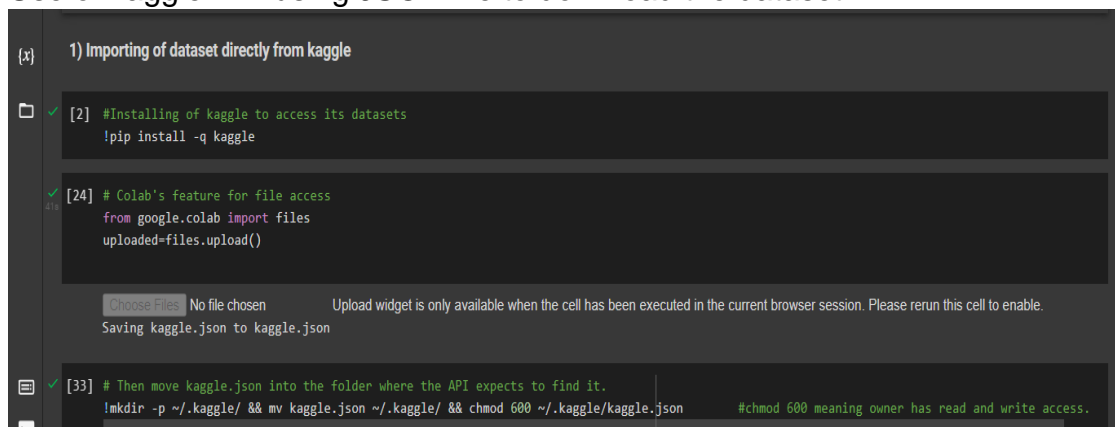 1) Importing of dataset directly from kaggle
{x}
[2] #Installing of kaggle to access its datasets
!pip install -q kaggle
[24] # Colab's feature for file access
41s
from google.colab import files
uploaded=files.upload()
Choose Files No file chosen Upload widget is only available when the cell has been executed in the current browser session. Please rerun this cell to enable.
Saving kaggle.json to kaggle.json
[33] # Then move kaggle.json into the folder where the API expects to find it.
!mkdir -p ~/.kaggle/ && mv kaggle.json ~/.kaggle/ && chmod 600 ~/.kaggle/kaggle.json #chmod 600 meaning owner has read and write access.